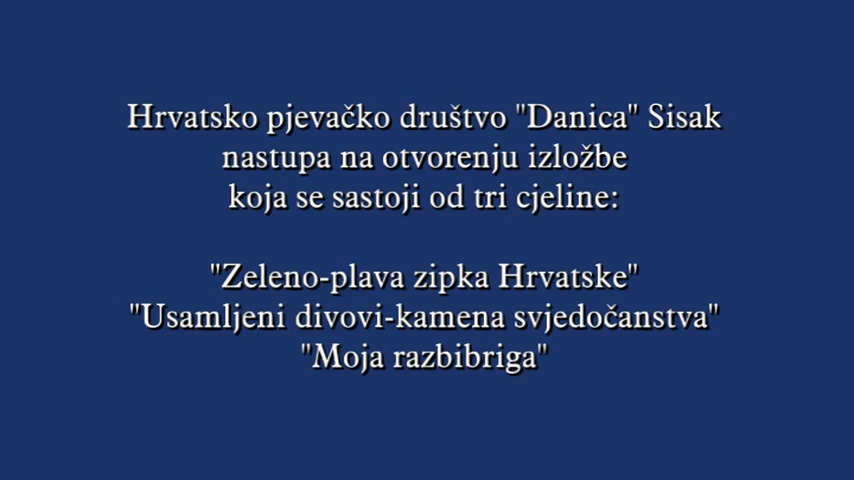 Hrvatsko pjevačko društvo "Danica" Sisak
nastupa na otvorenju izložbe
koja se sastoji od tri cjeline:
"Zeleno-plava zipka Hrvatske"
"Usamljeni divovi-kamena svjedočanstva"
"Moja razbibriga"